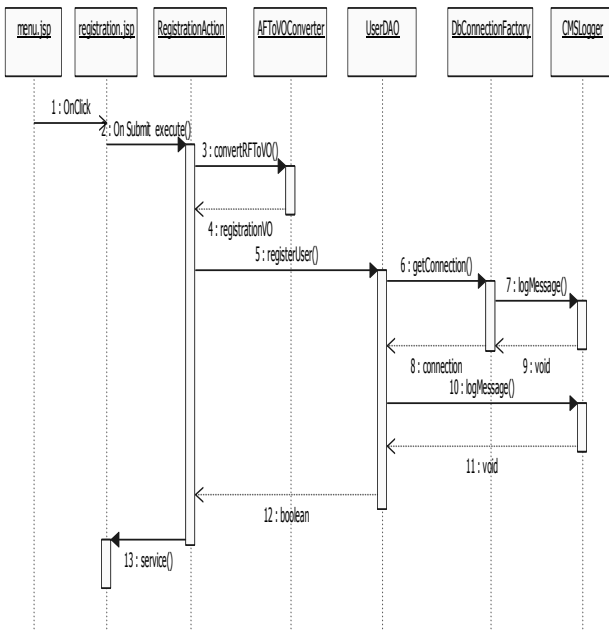 menu.jsp
registration.jsp
RegistrationAction
AFToVOConverter
UserDAO
DbConnectionFactory
CMSLogger
1 : OnClick
2 : On Submit execute()
3 : convertRFToVO()
4 : registrationVO
5 : registerUser()
6 : getConnection()
7 : logMessage()
8 : connection
9 : void
10 : logMessage()
11 : void
12 : boolean
13 : service()